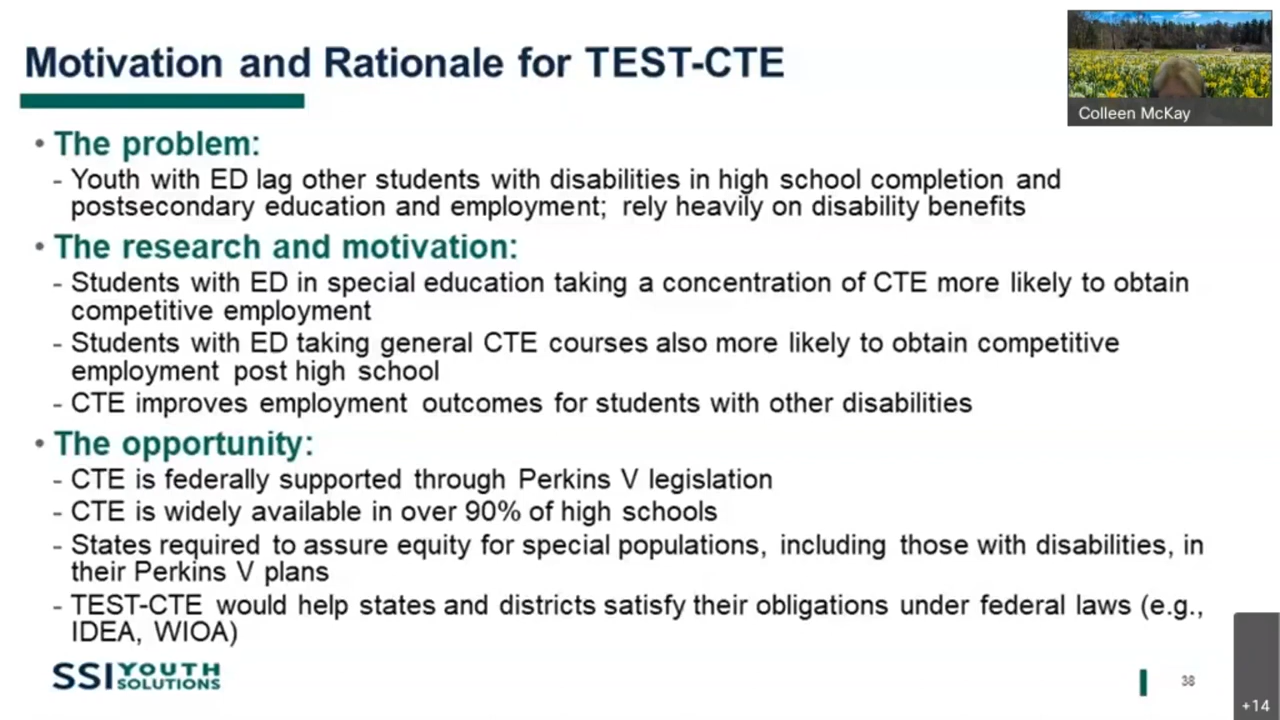 Motivation and Rationale for TEST-CTE
Colleen McKay
• The problem:
- Youth with ED lag other students with disabilities in high school completion and
postsecondary education and employment; rely heavily on disability benefits
• The research and motivation:
- Students with ED in special education taking a concentration of CTE more likely to obtain
competitive employment
- Students with ED taking general CTE courses also more likely to obtain competitive
employment post high school
- CTE improves employment outcomes for students with other disabilities
• The opportunity:
- CTE is federally supported through Perkins V legislation
- CTE is widely available in over 90% of high schools
- States required to assure equity for special populations, including those with disabilities, in
their Perkins V plans
- TEST-CTE would help states and districts satisfy their obligations under federal laws (e.g.,
IDEA, WIOA)
SSI YOUTH
SOLUTIONS
38
+14